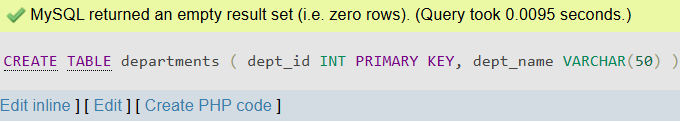 MySQL returned an empty result set (i.e. zero rows). (Query took 0.0095 seconds.)
CREATE TABLE departments ( dept_id INT PRIMARY KEY, dept_name VARCHAR(50) )
Edit inline ] [ Edit ] [ Create PHP code ]